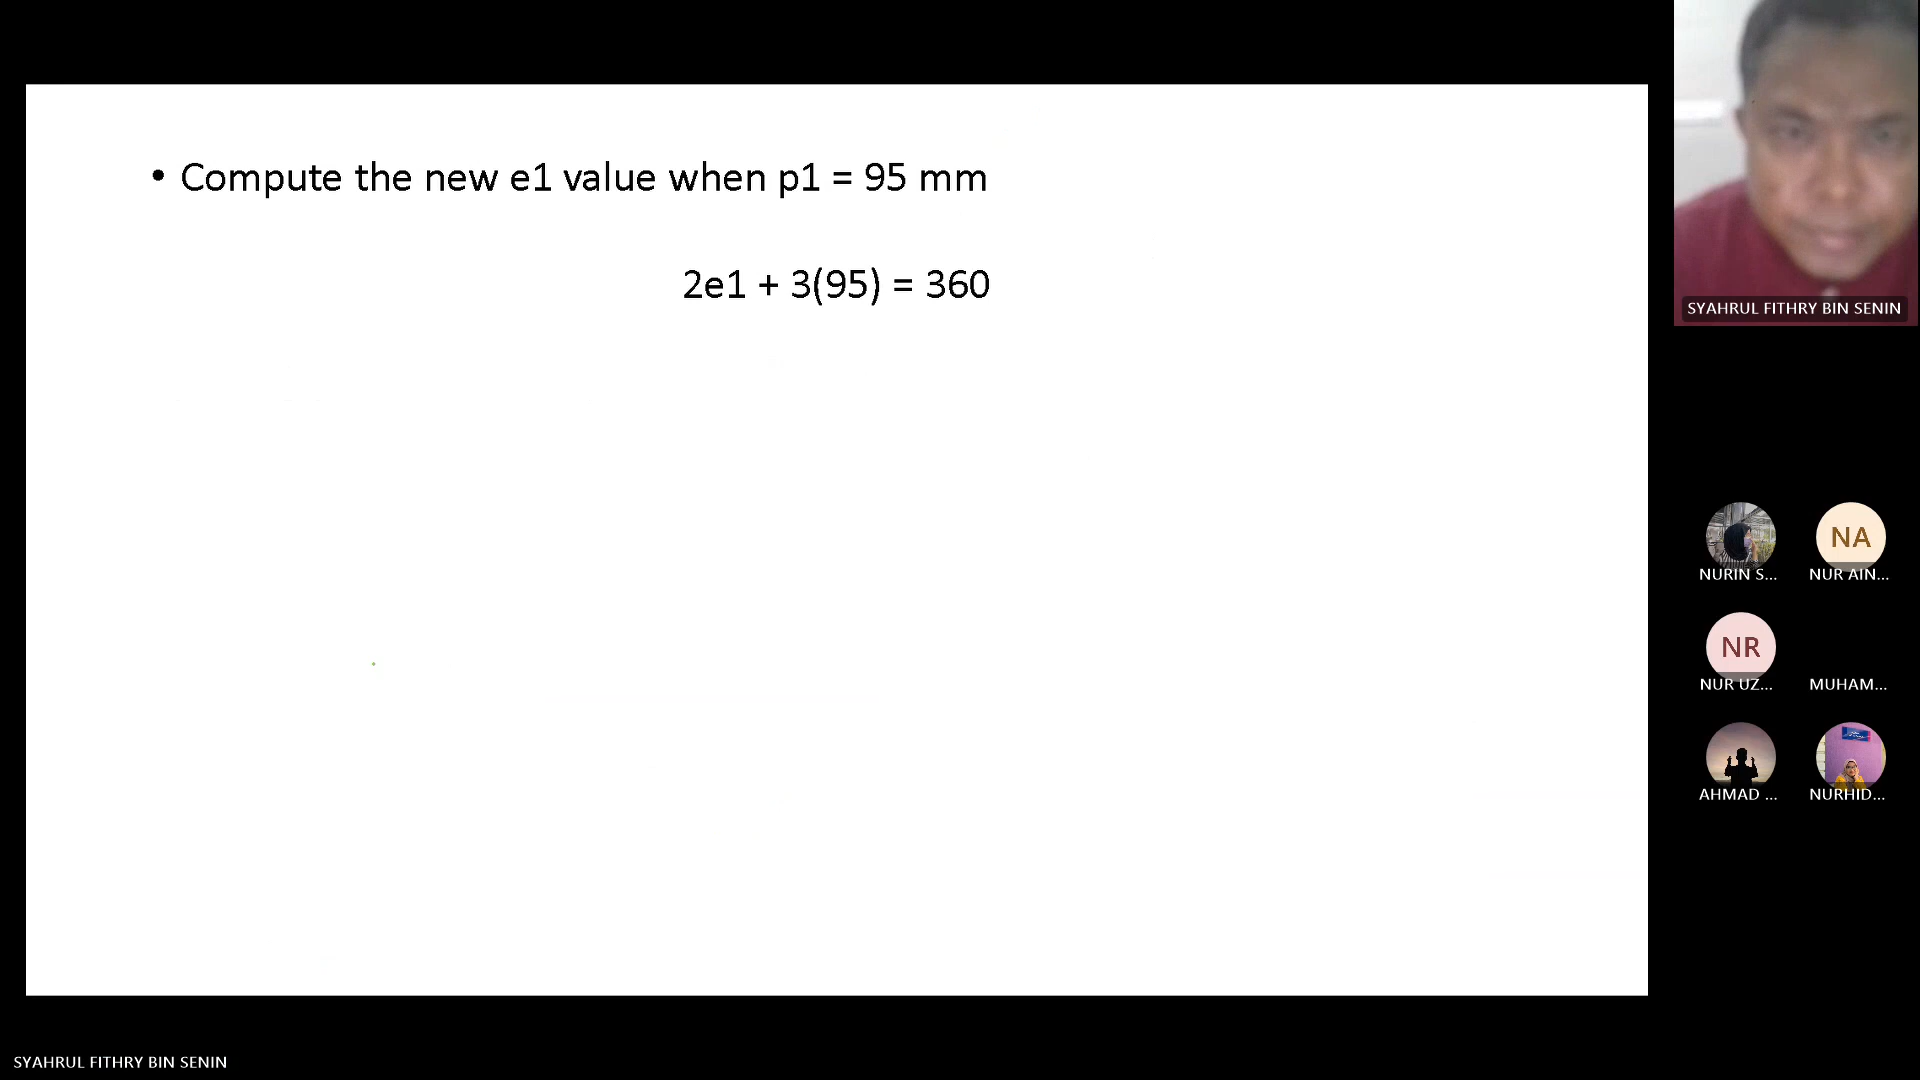 • Compute the new e1 value when p1 = 95 mm
2e1 + 3(95) = 360
SYAHRUL FITHRY BIN SENIN
NA
NURIN S...
NUR AIN...
NR
NUR UZ...
MUHAM...
AHMAD ...
NURHID...
SYAHRUL FITHRY BIN SENIN